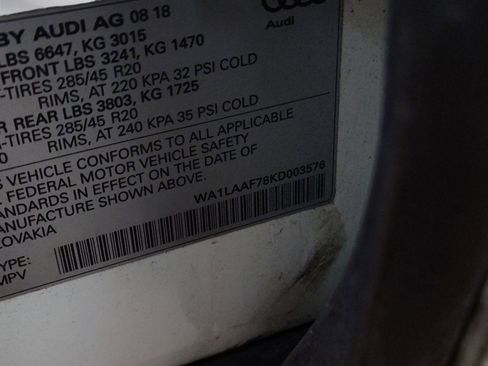 BY AUDI AG 08 18
Audi
LBS 6647, KG 3015
FRONT LBS 3241, KG 1470
-TIRES 285/45 R20
RIMS, AT 220 KPA 32 PSI COLD
REAR LBS 3803, KG 1725
-TIRES 285/45 R20
RIMS, AT 240 KPA 35 PSI COLD
S VEHICLE CONFORMS TO ALL APPLICABLE
FEDERAL MOTOR VEHICLE SAFETY
ANDARDS IN EFFECT ON THE DATE OF
MANUFACTURE SHOWN ABOVE.
WA1LAAF78KD003576
LOVAKIA
TYPE:
MPV